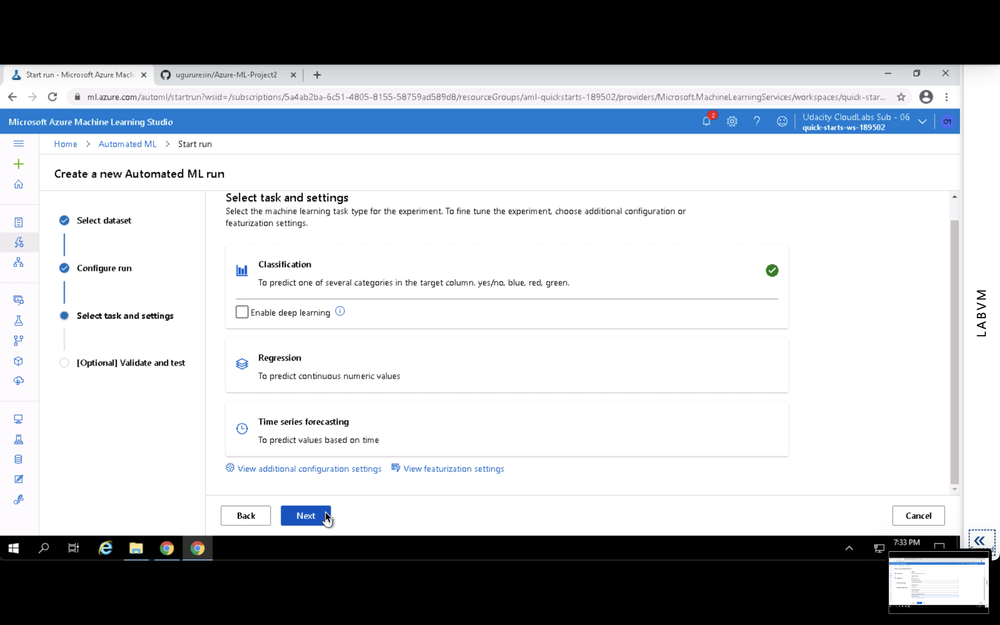 Start run - Microsoft Azure Machi
ugururesin/Azure-ML-Project2
ml.azure.com/automl/startrun?wsid=/subscriptions/5a4ab2ba-6c51-4805-8155-58759ad589d8/resourceGroups/aml-quickstarts-189502/providers/Microsoft.MachineLearningServices/workspaces/quick-star...
Microsoft Azure Machine Learning Studio
2
Udacity CloudLabs Sub - 06
quick-starts-ws-189502
O1
Home > Automated ML > Start run
Create a new Automated ML run
Select dataset
Configure run
Select task and settings
[Optional] Validate and test
Select task and settings
Select the machine learning task type for the experiment. To fine tune the experiment, choose additional configuration or
featurization settings.
Classification
To predict one of several categories in the target column. yes/no, blue, red, green.
Enable deep learning
Regression
To predict continuous numeric values
Time series forecasting
To predict values based on time
View additional configuration settings
View featurization settings
Back
Next
Cancel
LABVM
7:33 PM